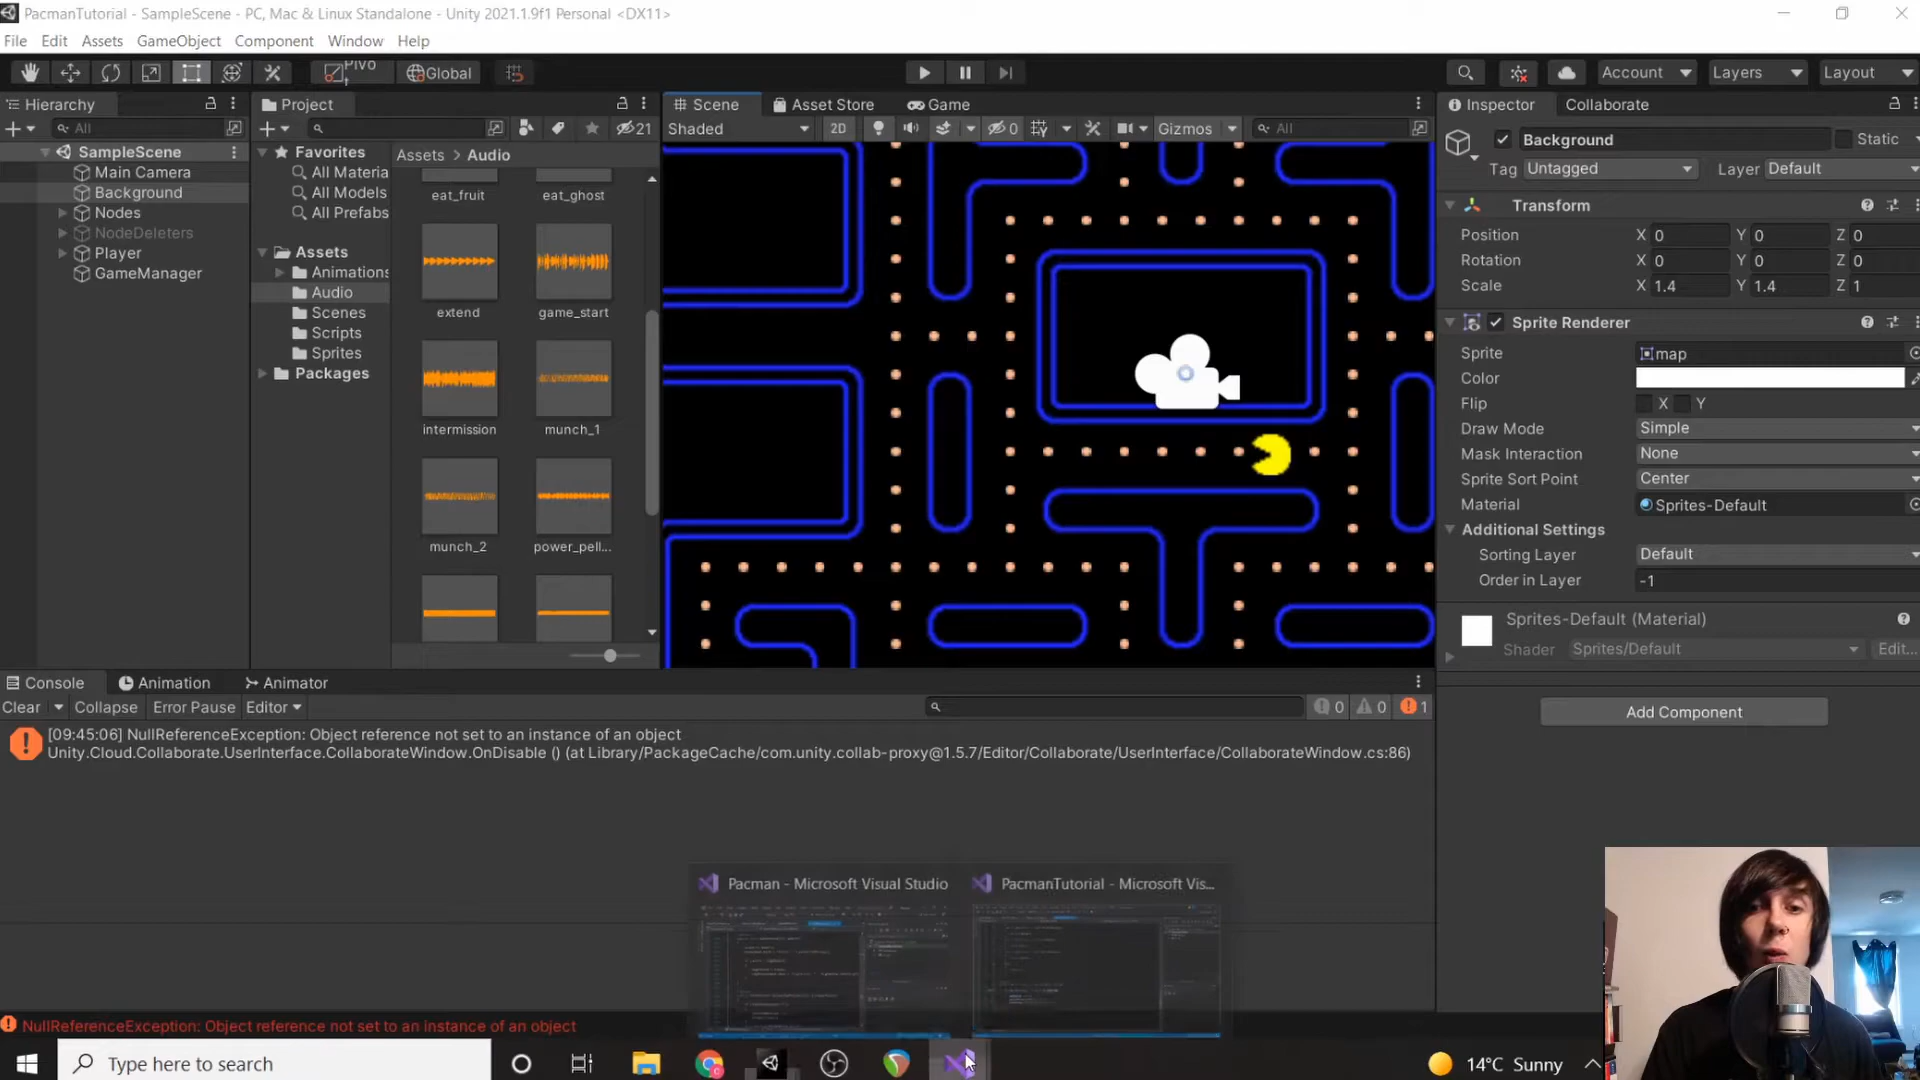 PacmanTutorial - SampleScene - PC, Mac & Linux Standalone - Unity 2021.1.9f1 Personal <DX11>
File Edit Assets GameObject Component Window Help
Pivo
t
Global
Account Layers Layout
Hierarchy
All
SampleScene
Main Camera
Background
Nodes
NodeDeleters
Player
GameManager
Project
21
Favorites
All Materia
All Models
All Prefabs
Assets
Animations
Audio
Scenes
Scripts
Sprites
Packages
Assets > Audio
eat_fruit eat_ghost
extend game_start
intermission munch_1
munch_2 power_pell...
Scene Asset Store Game
Shaded 2D 0 Gizmos All
Inspector Collaborate
Background Static
Tag Untagged Layer Default
Transform
Position X 0 Y 0 Z 0
Rotation X 0 Y 0 Z 0
Scale X 1.4 Y 1.4 Z 1
Sprite Renderer
Sprite map
Color
Flip X Y
Draw Mode Simple
Mask Interaction None
Sprite Sort Point Center
Material Sprites-Default
Additional Settings
Sorting Layer Default
Order in Layer -1
Sprites-Default (Material)
Shader Sprites/Default Edit...
Add Component
Console Animation Animator
Clear Collapse Error Pause Editor 0 0 1
[09:45:06] NullReferenceException: Object reference not set to an instance of an object
Unity.Cloud.Collaborate.UserInterface.CollaborateWindow.OnDisable () (at Library/PackageCache/com.unity.collab-proxy@1.5.7/Editor/Collaborate/UserInterface/CollaborateWindow.cs:86)
Pacman - Microsoft Visual Studio PacmanTutorial - Microsoft Vis...
NullReferenceException: Object reference not set to an instance of an object
Type here to search
14°C Sunny